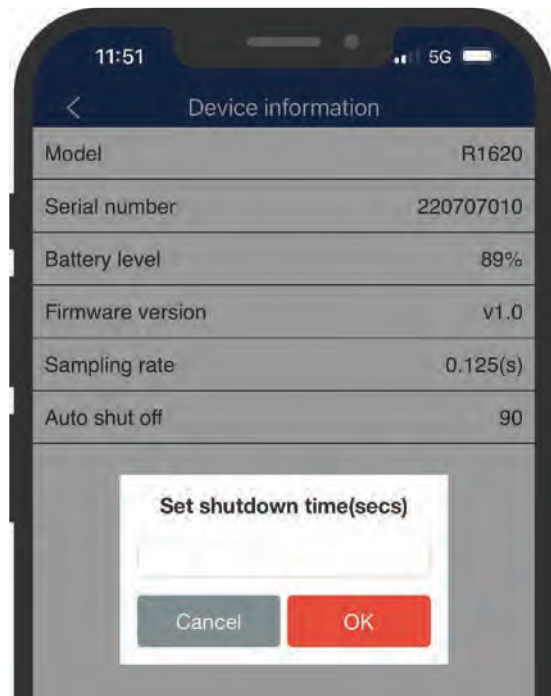 11:51 5G
Device information
Model R1620
Serial number 220707010
Battery level 89%
Firmware version v1.0
Sampling rate 0.125(s)
Auto shut off 90
Set shutdown time(secs)
Cancel OK